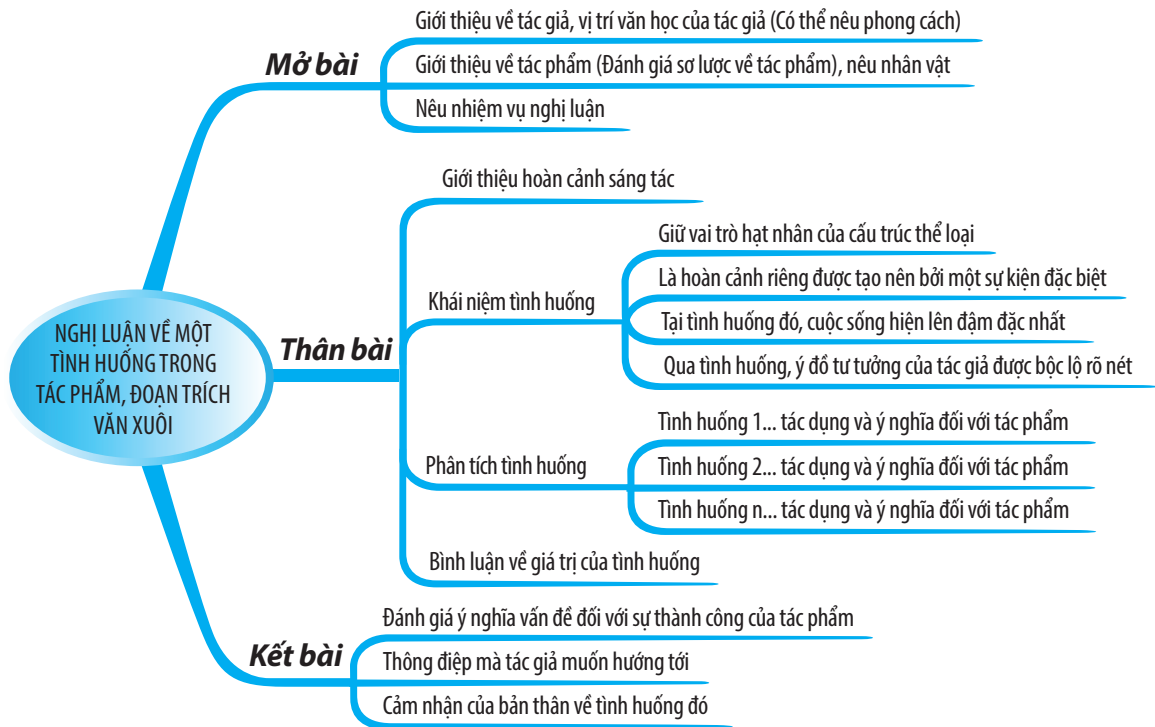 NGHỊ LUẬN VỀ MỘT
TÌNH HUỐNG TRONG
TÁC PHẨM, ĐOẠN TRÍCH
VĂN XUÔI
Mở bài
Giới thiệu về tác giả, vị trí văn học của tác giả (Có thể nêu phong cách)
Giới thiệu về tác phẩm (Đánh giá sơ lược về tác phẩm), nêu nhân vật
Nêu nhiệm vụ nghị luận
Thân bài
Giới thiệu hoàn cảnh sáng tác
Khái niệm tình huống
Giữ vai trò hạt nhân của cấu trúc thể loại
Là hoàn cảnh riêng được tạo nên bởi một sự kiện đặc biệt
Tại tình huống đó, cuộc sống hiện lên đậm đặc nhất
Qua tình huống, ý đồ tư tưởng của tác giả được bộc lộ rõ nét
Phân tích tình huống
Tình huống 1... tác dụng và ý nghĩa đối với tác phẩm
Tình huống 2... tác dụng và ý nghĩa đối với tác phẩm
Tình huống n... tác dụng và ý nghĩa đối với tác phẩm
Bình luận về giá trị của tình huống
Kết bài
Đánh giá ý nghĩa vấn đề đối với sự thành công của tác phẩm
Thông điệp mà tác giả muốn hướng tới
Cảm nhận của bản thân về tình huống đó